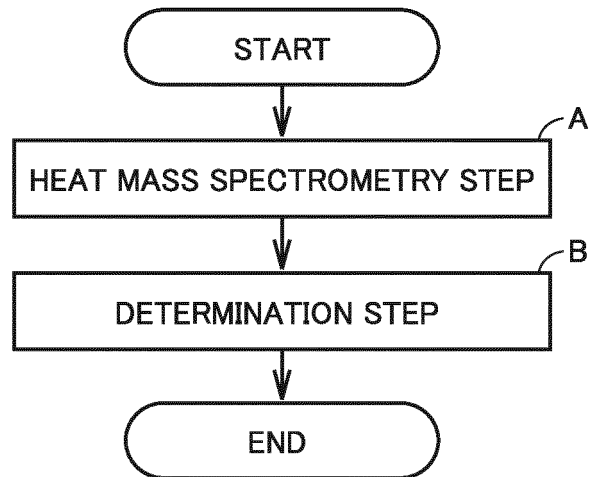 START
A
HEAT MASS SPECTROMETRY STEP
B
DETERMINATION STEP
END